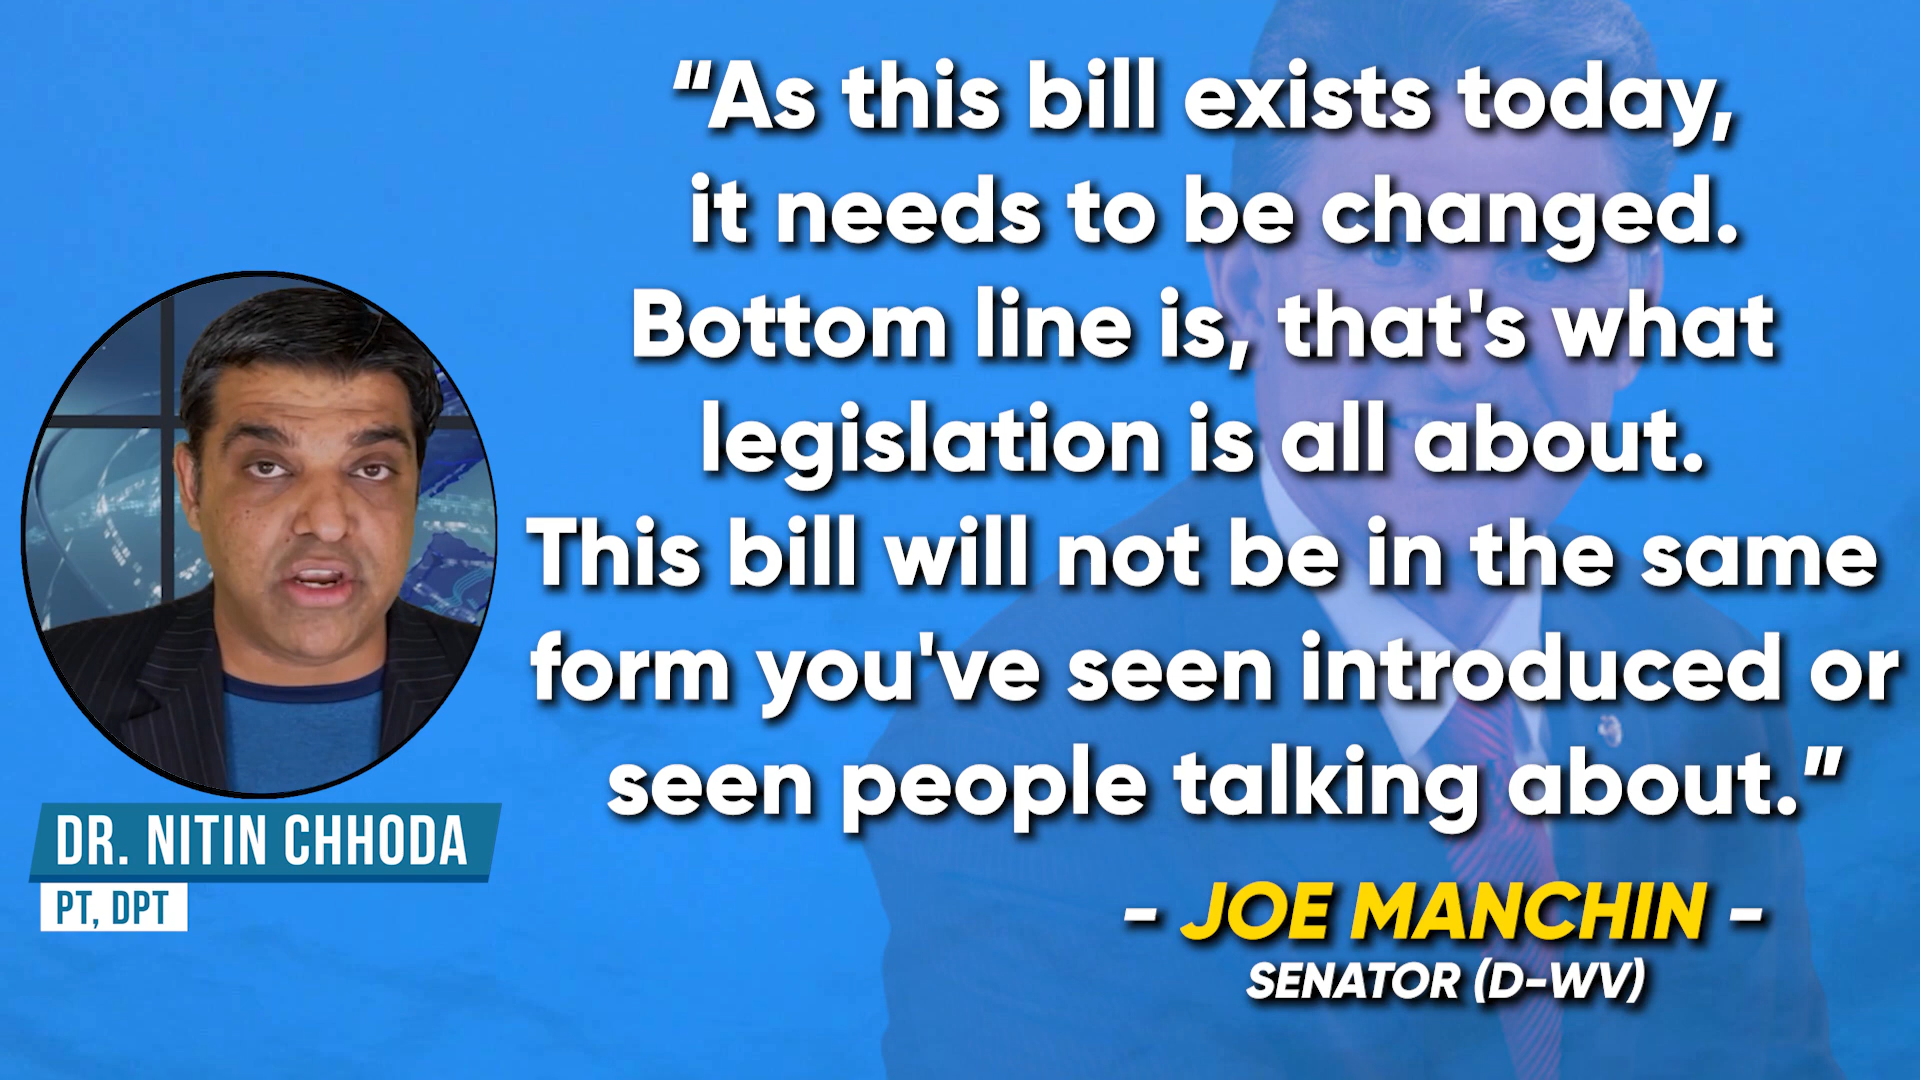 “As this bill exists today,
it needs to be changed.
Bottom line is, that's what
legislation is all about.
This bill will not be in the same
form you've seen introduced or
seen people talking about.”
- JOE MANCHIN -
SENATOR (D-WV)
DR. NITIN CHHODA
PT, DPT